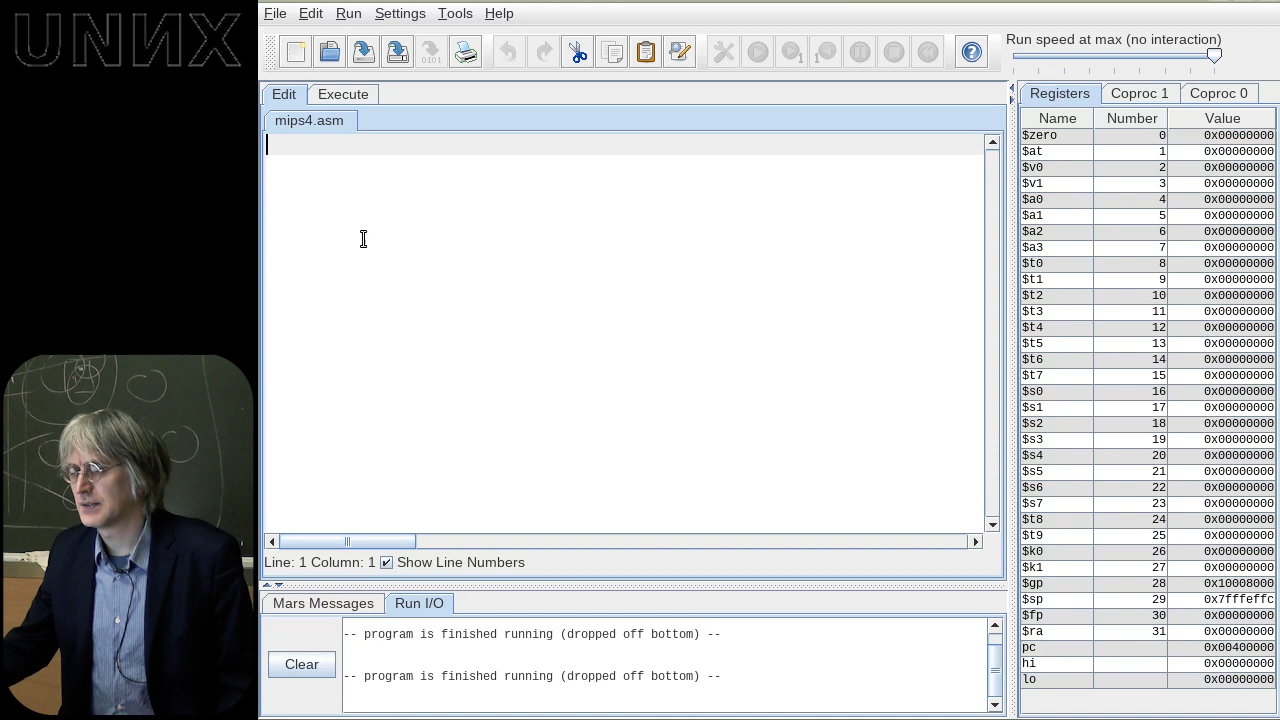 UNИX
File Edit Run Settings Tools Help
0101
Run speed at max (no interaction)
Edit Execute
mips4.asm
Line: 1 Column: 1 Show Line Numbers
Mars Messages Run I/O
Clear
-- program is finished running (dropped off bottom) --
-- program is finished running (dropped off bottom) --
Registers Coproc 1 Coproc 0
Name Number Value
$zero 0 0x00000000
$at 1 0x00000000
$v0 2 0x00000000
$v1 3 0x00000000
$a0 4 0x00000000
$a1 5 0x00000000
$a2 6 0x00000000
$a3 7 0x00000000
$t0 8 0x00000000
$t1 9 0x00000000
$t2 10 0x00000000
$t3 11 0x00000000
$t4 12 0x00000000
$t5 13 0x00000000
$t6 14 0x00000000
$t7 15 0x00000000
$s0 16 0x00000000
$s1 17 0x00000000
$s2 18 0x00000000
$s3 19 0x00000000
$s4 20 0x00000000
$s5 21 0x00000000
$s6 22 0x00000000
$s7 23 0x00000000
$t8 24 0x00000000
$t9 25 0x00000000
$k0 26 0x00000000
$k1 27 0x00000000
$gp 28 0x10008000
$sp 29 0x7fffeffc
$fp 30 0x00000000
$ra 31 0x00000000
pc 0x00400000
hi 0x00000000
lo 0x00000000